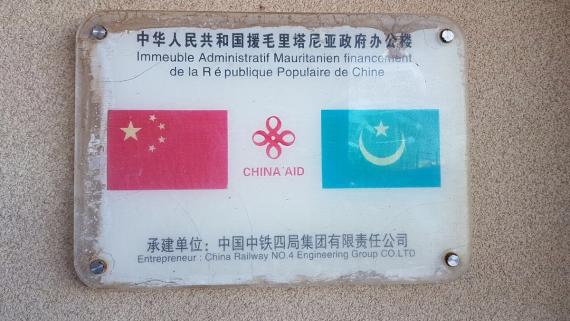 中华人民共和国援毛里塔尼亚政府办公楼
Immeuble Administratif Mauritanien financement
de la R é publique Populaire de Chine
CHINA AID
承建单位：中国中铁四局集团有限责任公司
Entrepreneur : China Railway NO.4 Engineering Group CO.LTD